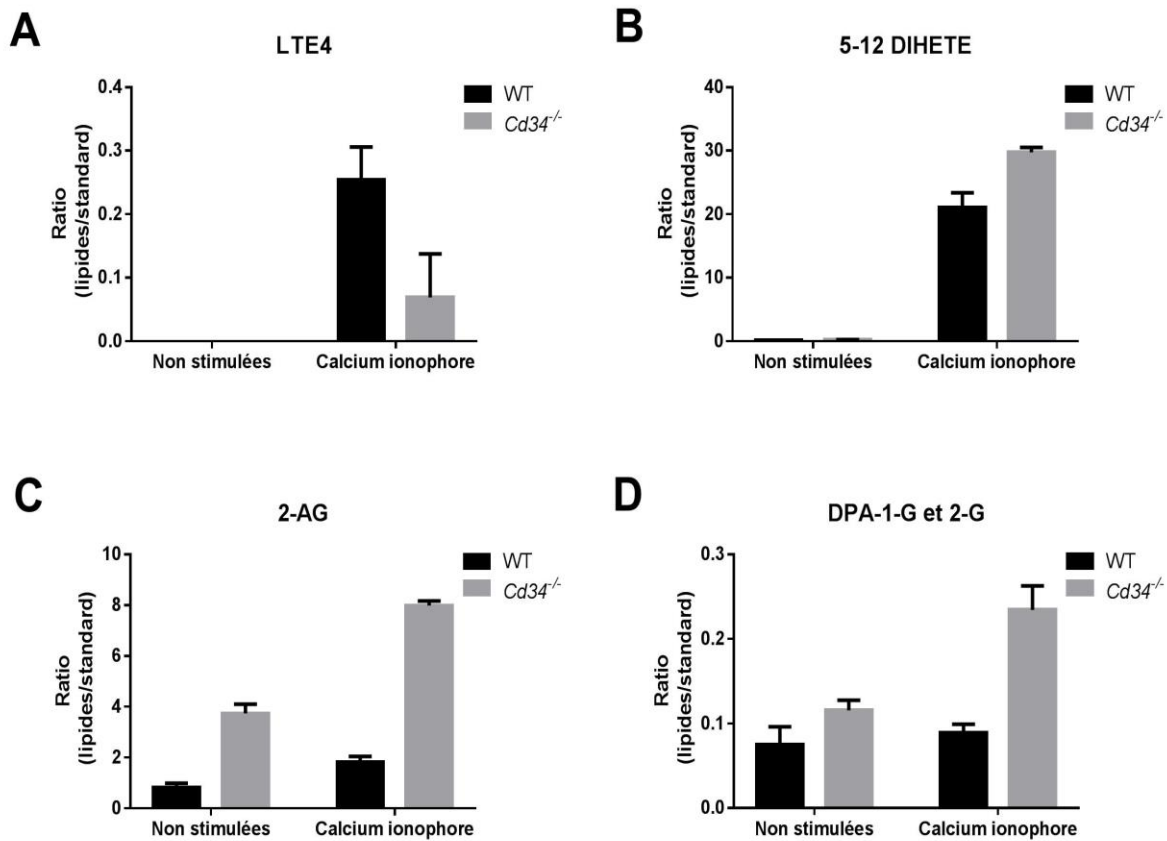 A
LTE4
Ratio
(lipides/standard)
0.4
0.3
0.2
0.1
0.0
Non stimulées
Calcium ionophore
WT
Cd34-/-
B
5-12 DIHETE
Ratio
(lipides/standard)
40
30
20
10
0
Non stimulées
Calcium ionophore
WT
Cd34-/-
C
2-AG
Ratio
(lipides/standard)
10
8
6
4
2
0
Non stimulées
Calcium ionophore
WT
Cd34-/-
D
DPA-1-G et 2-G
Ratio
(lipides/standard)
0.3
0.2
0.1
0.0
Non stimulées
Calcium ionophore
WT
Cd34-/-